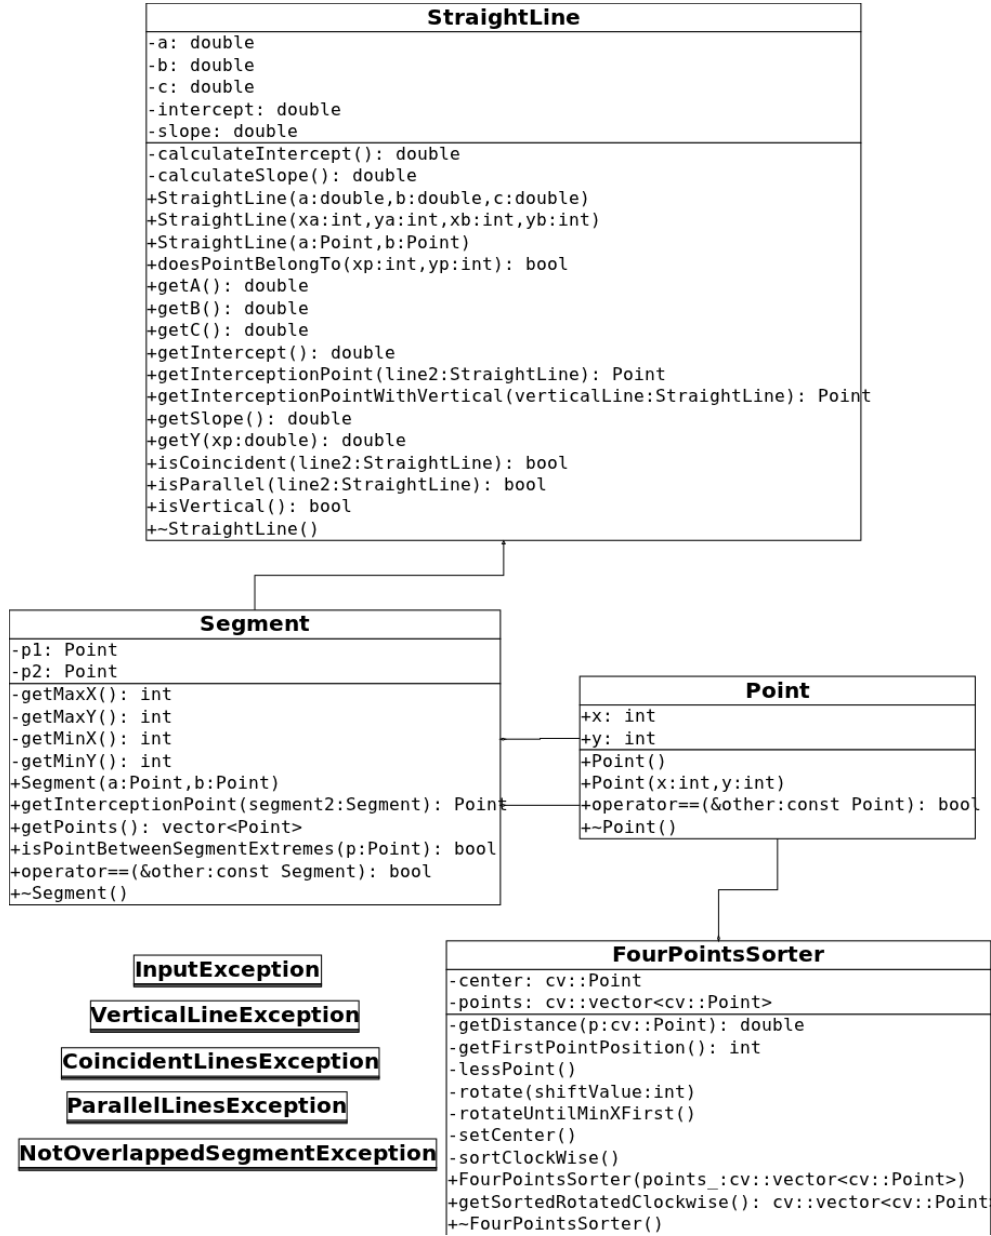 StraightLine
-a: double
-b: double
-c: double
-intercept: double
-slope: double
-calculateIntercept(): double
-calculateSlope(): double
+StraightLine(a:double,b:double,c:double)
+StraightLine(xa:int,ya:int,xb:int,yb:int)
+StraightLine(a:Point,b:Point)
+doesPointBelongTo(xp:int,yp:int): bool
+getA(): double
+getB(): double
+getC(): double
+getIntercept(): double
+getInterceptionPoint(line2:StraightLine): Point
+getInterceptionPointWithVertical(verticalLine:StraightLine): Point
+getSlope(): double
+getY(xp:double): double
+isCoincident(line2:StraightLine): bool
+isParallel(line2:StraightLine): bool
+isVertical(): bool
+~StraightLine()
Segment
-p1: Point
-p2: Point
-getMaxX(): int
-getMaxY(): int
-getMinX(): int
-getMinY(): int
+Segment(a:Point,b:Point)
+getInterceptionPoint(segment2:Segment): Point
+getPoints(): vector<Point>
+isPointBetweenSegmentExtremes(p:Point): bool
+operator==(&other:const Segment): bool
+~Segment()
Point
+x: int
+y: int
+Point()
+Point(x:int,y:int)
+operator==(&other:const Point): bool
+~Point()
InputException
VerticalLineException
CoincidentLinesException
ParallelLinesException
NotOverlappedSegmentException
FourPointsSorter
-center: cv::Point
-points: cv::vector<cv::Point>
-getDistance(p:cv::Point): double
-getFirstPointPosition(): int
-lessPoint()
-rotate(shiftValue:int)
-rotateUntilMinXFirst()
-setCenter()
-sortClockWise()
+FourPointsSorter(points_:cv::vector<cv::Point>)
+getSortedRotatedClockwise(): cv::vector<cv::Point>
+~FourPointsSorter()